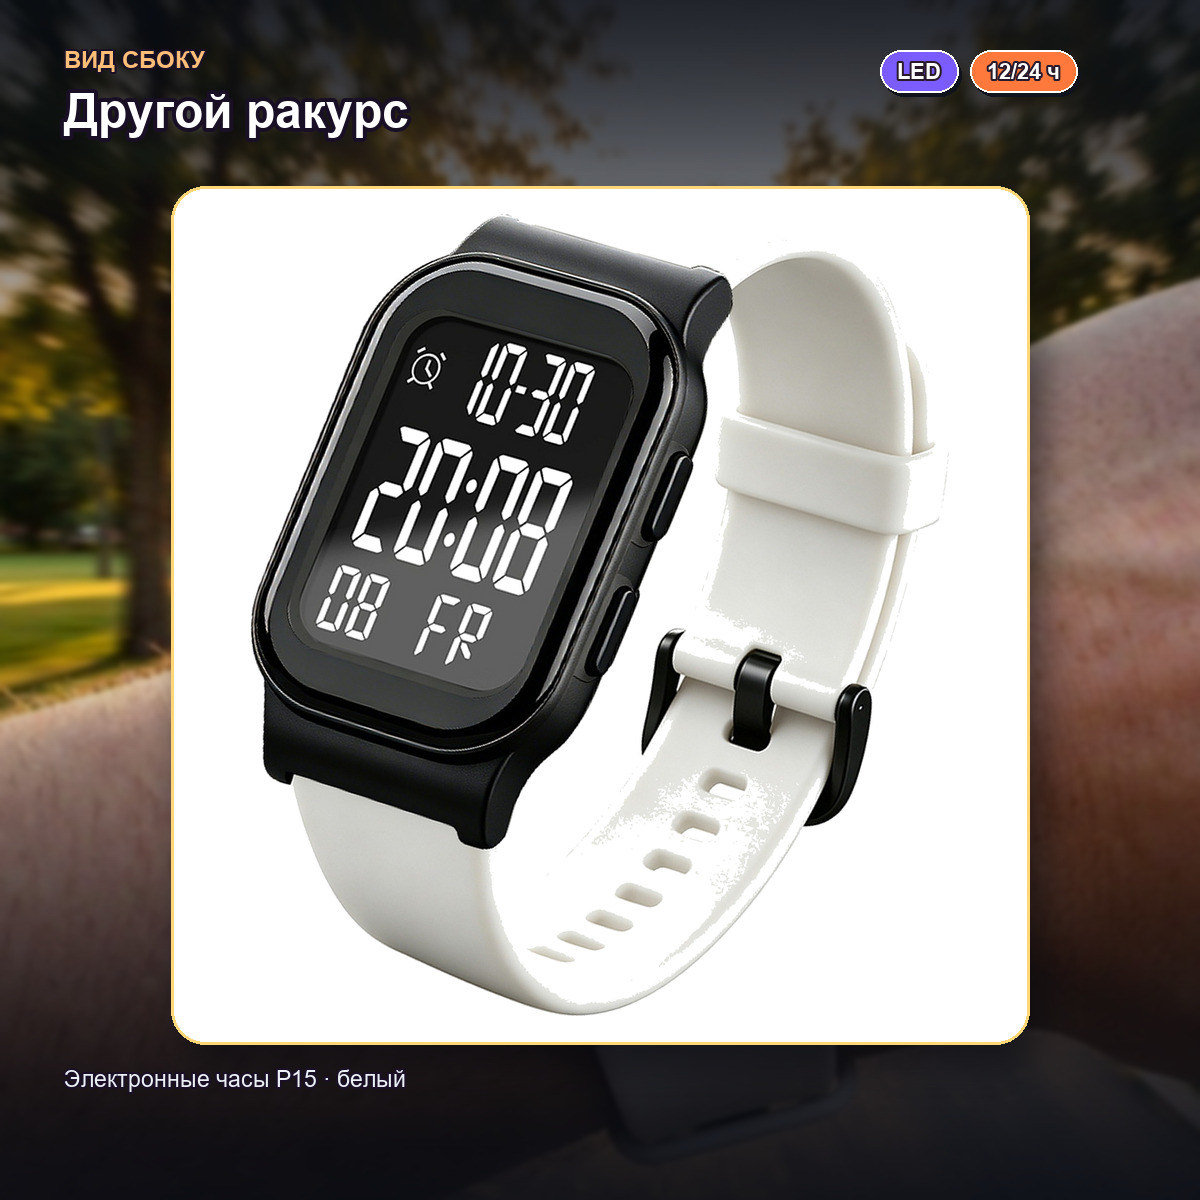 ВИД СБОКУ
Другой ракурс
LED
12/24 ч
10-30
20:08
08 FR
Электронные часы P15 · белый